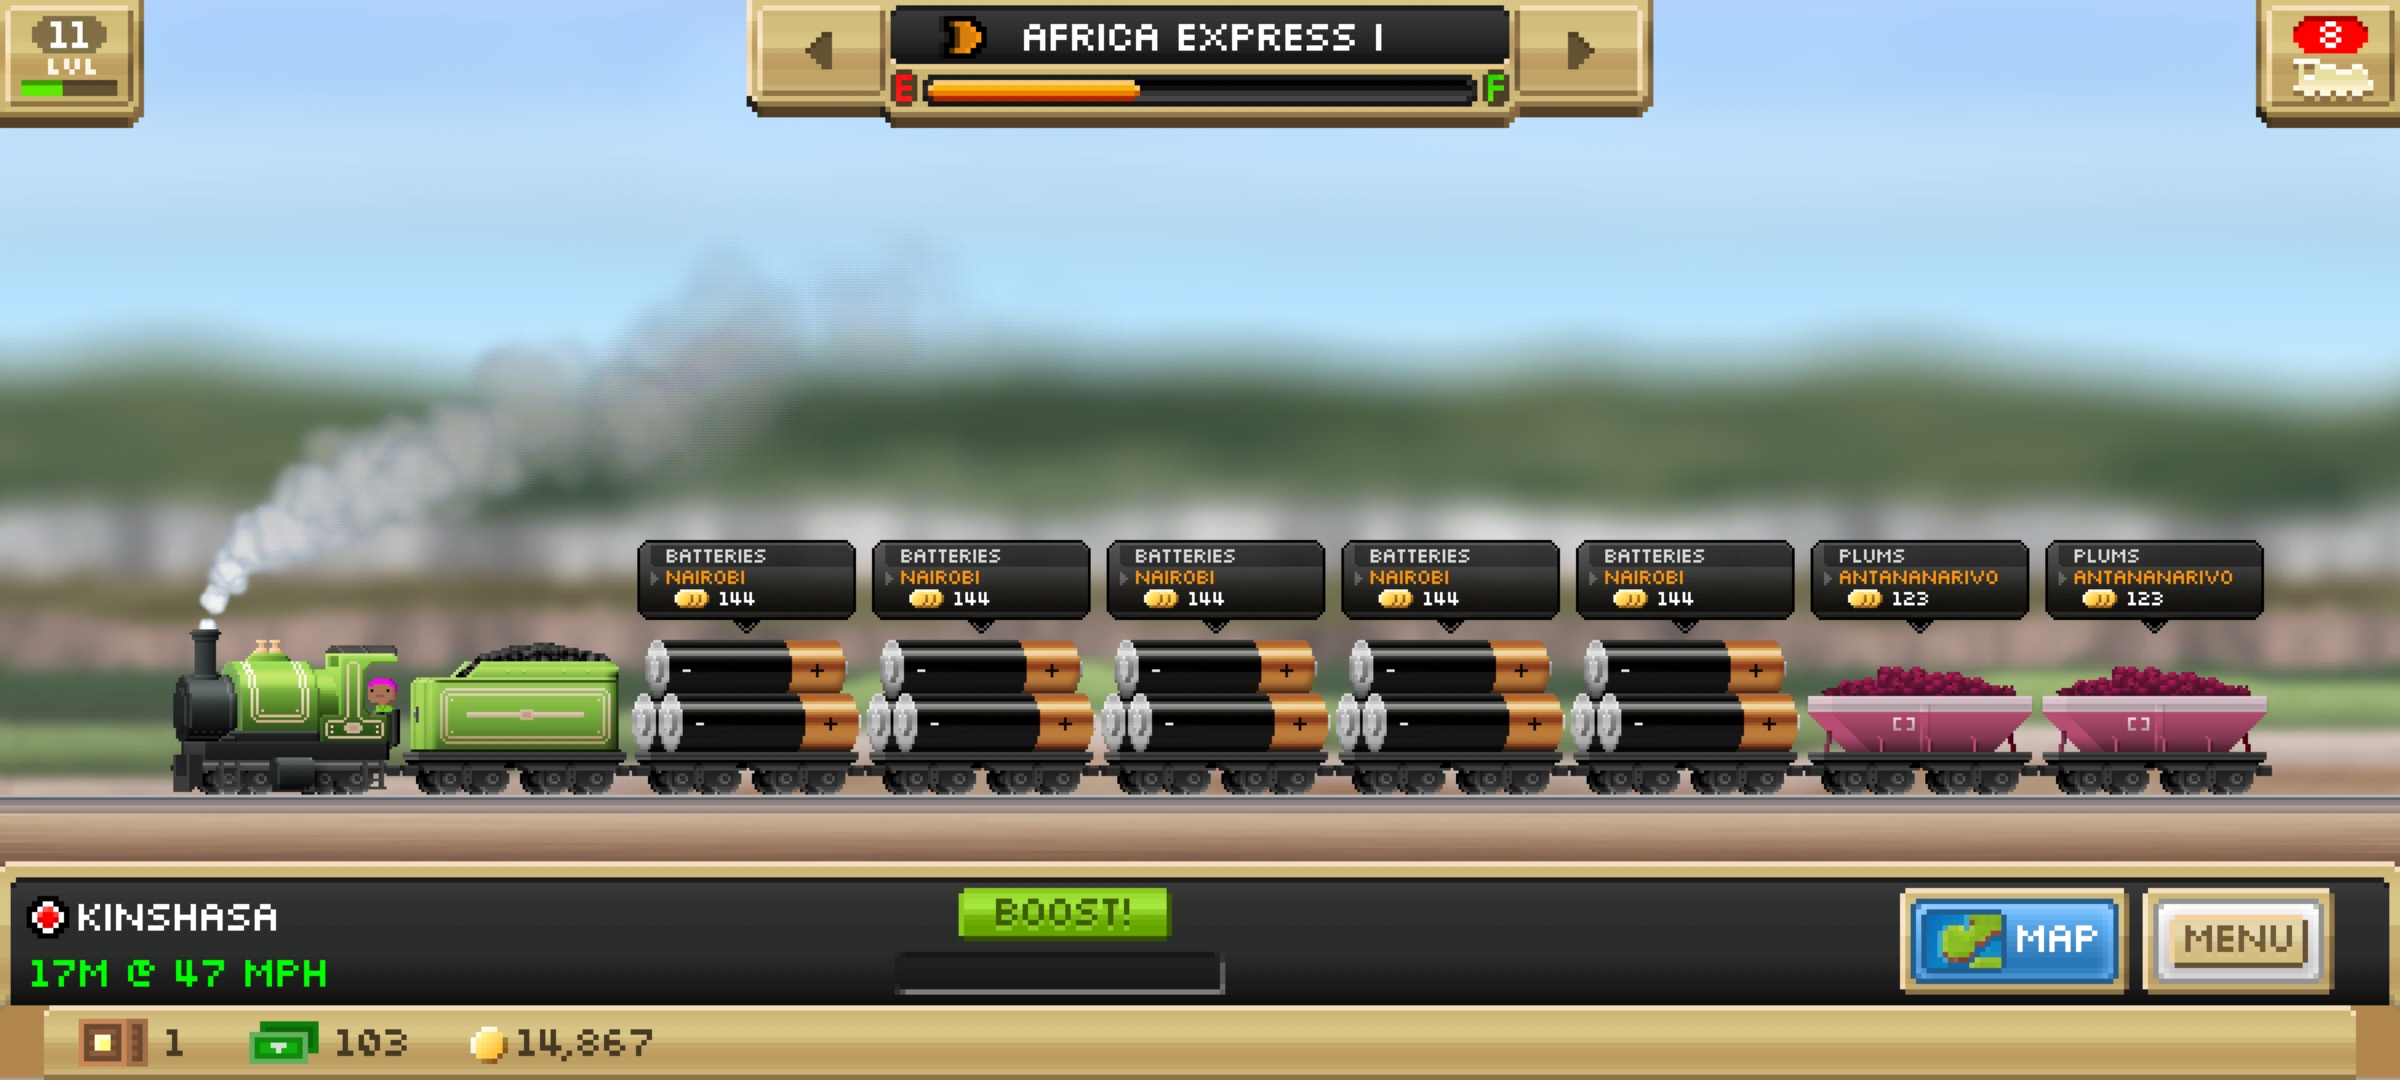 11
LVL
AFRICA EXPRESS I
E
F
8
BATTERIES
NAIROBI
144
BATTERIES
NAIROBI
144
BATTERIES
NAIROBI
144
BATTERIES
NAIROBI
144
BATTERIES
NAIROBI
144
PLUMS
ANTANANARIVO
123
PLUMS
ANTANANARIVO
123
- +
- +
- +
- +
- +
- +
- +
- +
- +
- +
KINSHASA
17M @ 47 MPH
BOOST!
MAP
MENU
1
103
14,867